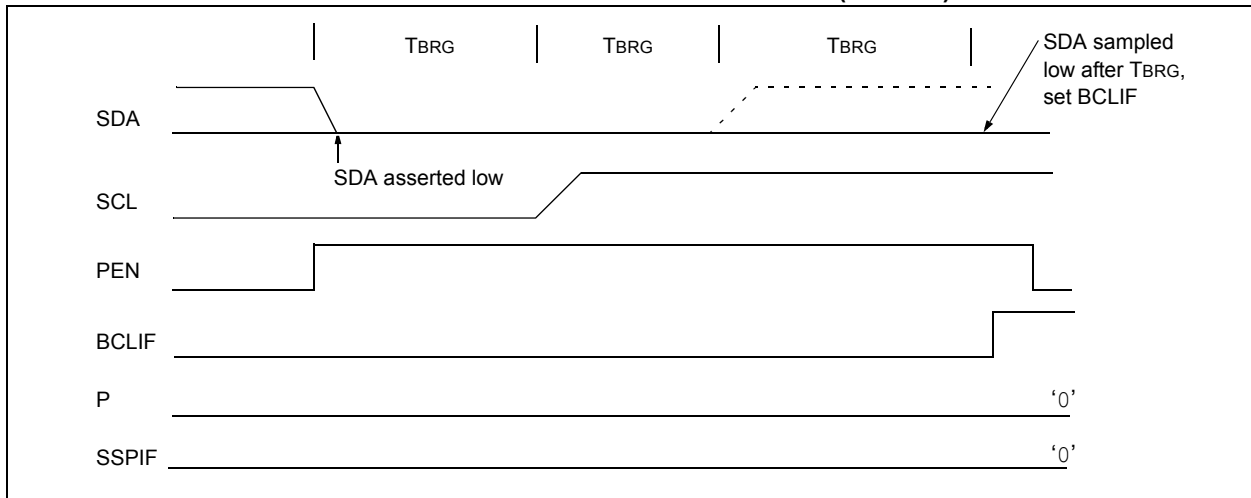 TBRG TBRG TBRG
SDA sampled
low after TBRG,
set BCLIF
SDA
SDA asserted low
SCL
PEN
BCLIF
P
‘0’
SSPIF
‘0’